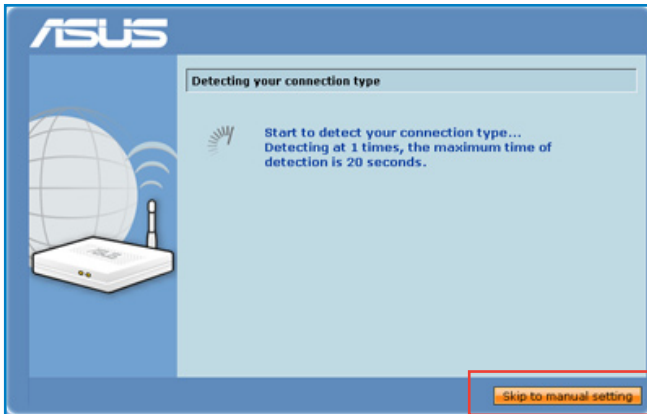 ASUS
Detecting your connection type
Start to detect your connection type...
Detecting at 1 times, the maximum time of
detection is 20 seconds.
ASUS
Skip to manual setting